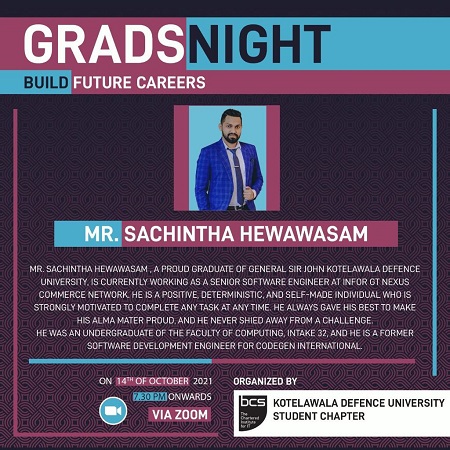 GRADSNIGHT
BUILD FUTURE CAREERS
MR. SACHINTHA HEWAWASAM
MR. SACHINTHA HEWAWASAM , A PROUD GRADUATE OF GENERAL SIR JOHN KOTELAWALA DEFENCE
UNIVERSITY, IS CURRENTLY WORKING AS A SENIOR SOFTWARE ENGINEER AT INFOR GT NEXUS
COMMERCE NETWORK. HE IS A POSITIVE, DETERMINISTIC, AND SELF-MADE INDIVIDUAL WHO IS
STRONGLY MOTIVATED TO COMPLETE ANY TASK AT ANY TIME. HE ALWAYS GAVE HIS BEST TO MAKE
HIS ALMA MATER PROUD. AND HE NEVER SHIED AWAY FROM A CHALLENGE.
HE WAS AN UNDERGRADUATE OF THE FACULTY OF COMPUTING, INTAKE 32, AND HE IS A FORMER
SOFTWARE DEVELOPMENT ENGINEER FOR CODEGEN INTERNATIONAL.
ON 14TH OF OCTOBER 2021
7.30 PM ONWARDS
VIA ZOOM
ORGANIZED BY
bcs
The
Chartered
Institute
for IT
KOTELAWALA DEFENCE UNIVERSITY
STUDENT CHAPTER